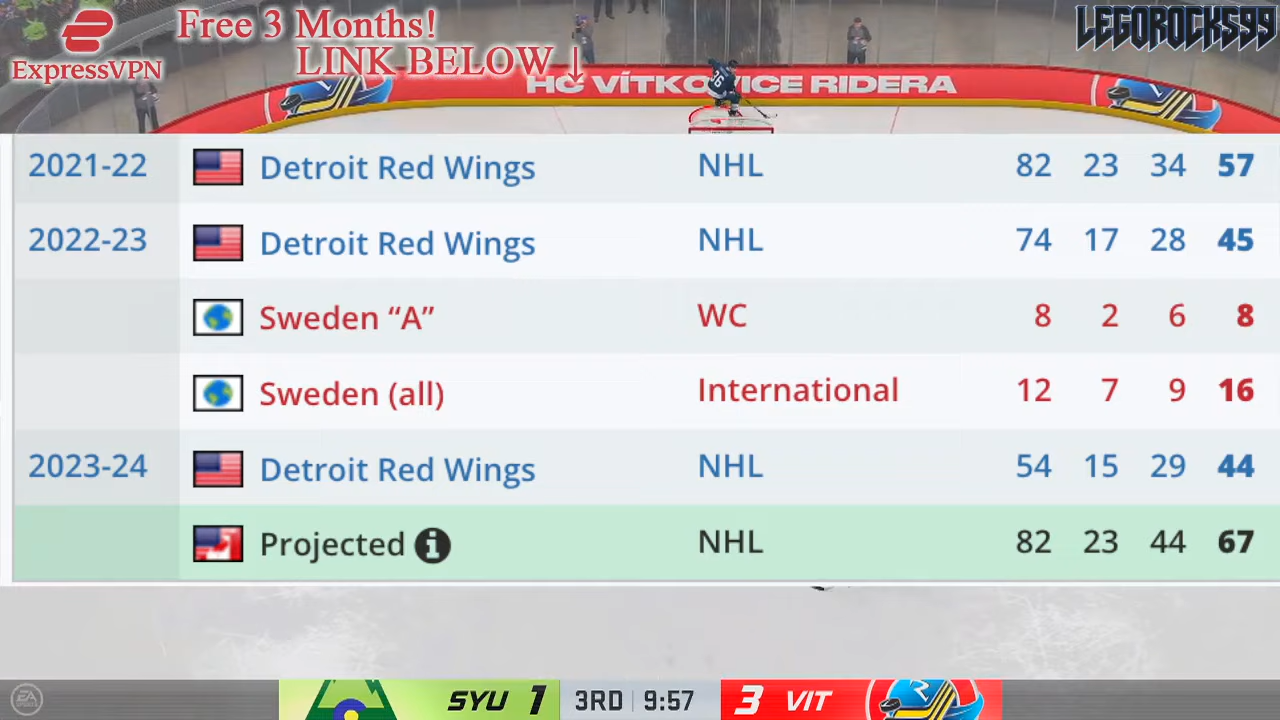 ExpressVPN
Free 3 Months!
LINK BELOW ↓
LEGOROCKS99
HC VÍTKOVICE RIDERA
26
2021-22 Detroit Red Wings NHL 82 23 34 57
2022-23 Detroit Red Wings NHL 74 17 28 45
Sweden “A” WC 8 2 6 8
Sweden (all) International 12 7 9 16
2023-24 Detroit Red Wings NHL 54 15 29 44
Projected i NHL 82 23 44 67
EA SPORTS
SYU 1 3RD 9:57 3 VIT